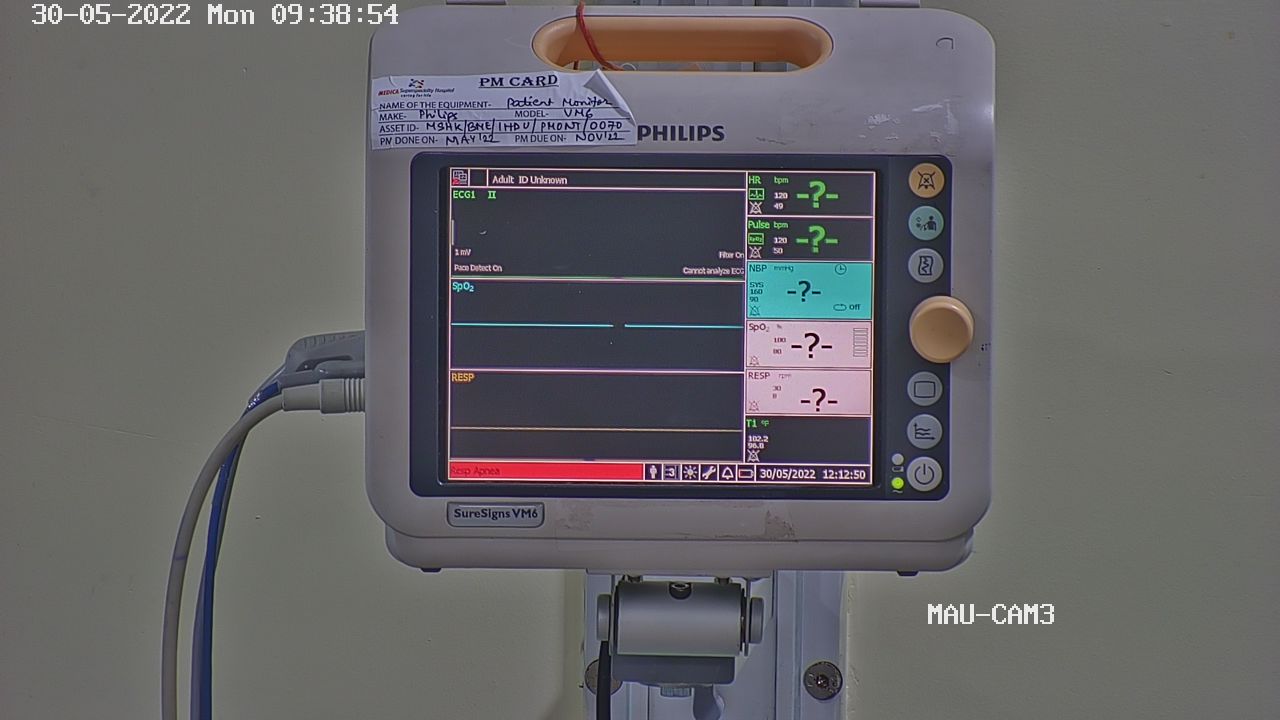 30-05-2022 Mon 09:38:54
MEDICA Superspecialty Hospital
PM CARD
NAME OF THE EQUIPMENT- Patient Monitor
MAKE- Philips MODEL- VM6
ASSET ID- MSHK/BME/IHDU/PMONT/0070
PM DONE ON- MAY'22 PM DUE ON- NOV'22
PHILIPS
Adult ID Unknown
ECG1 II
1 mV
Filter On
Pace Detect On
Cannot analyze ECG
SpO2
RESP
Resp Apnea
HR bpm
120
49
-?-
Pulse bpm
SpO2
120
50
-?-
NBP mmHg
SYS
160
90
-?-
Off
SpO2 %
100
80
-?-
RESP rpm
30
8
-?-
T1 °F
102.2
96.8
30/05/2022 12:12:50
SureSigns VM6
MAU-CAM3